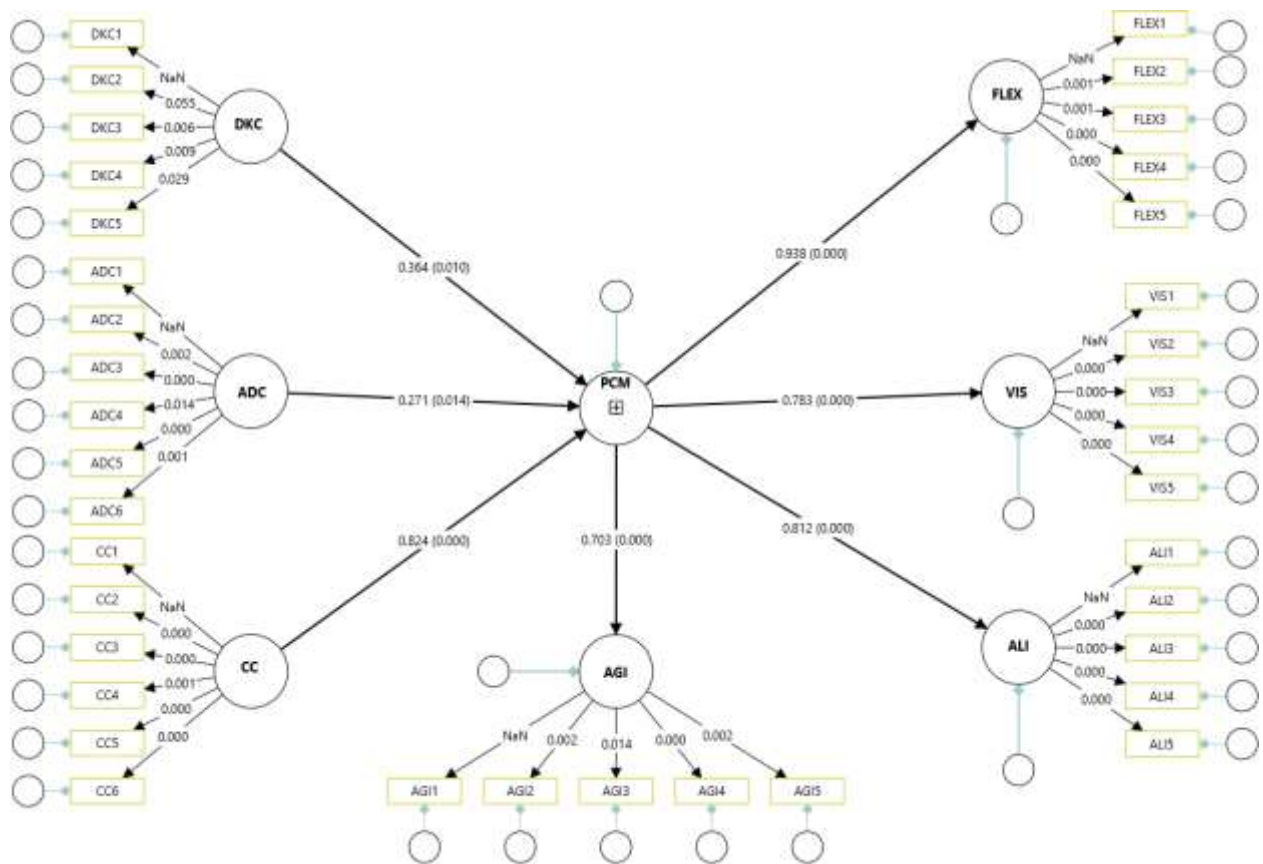 DKC1
DKC2
DKC3
DKC4
DKC5
NaN
0.055
0.006
0.009
0.029
DKC
0.364 (0.010)
ADC1
ADC2
ADC3
ADC4
ADC5
ADC6
NaN
0.002
0.000
0.014
0.000
0.001
ADC
0.271 (0.014)
CC1
CC2
CC3
CC4
CC5
CC6
NaN
0.000
0.000
0.001
0.000
0.000
CC
0.824 (0.000)
PCM
0.703 (0.000)
AGI
NaN
0.002
0.014
0.000
0.002
AGI1
AGI2
AGI3
AGI4
AGI5
0.938 (0.000)
FLEX
NaN
0.001
0.001
0.000
0.000
FLEX1
FLEX2
FLEX3
FLEX4
FLEX5
0.783 (0.000)
VIS
NaN
0.000
0.000
0.000
0.000
VIS1
VIS2
VIS3
VIS4
VIS5
0.812 (0.000)
ALI
NaN
0.000
0.000
0.000
0.000
ALI1
ALI2
ALI3
ALI4
ALI5